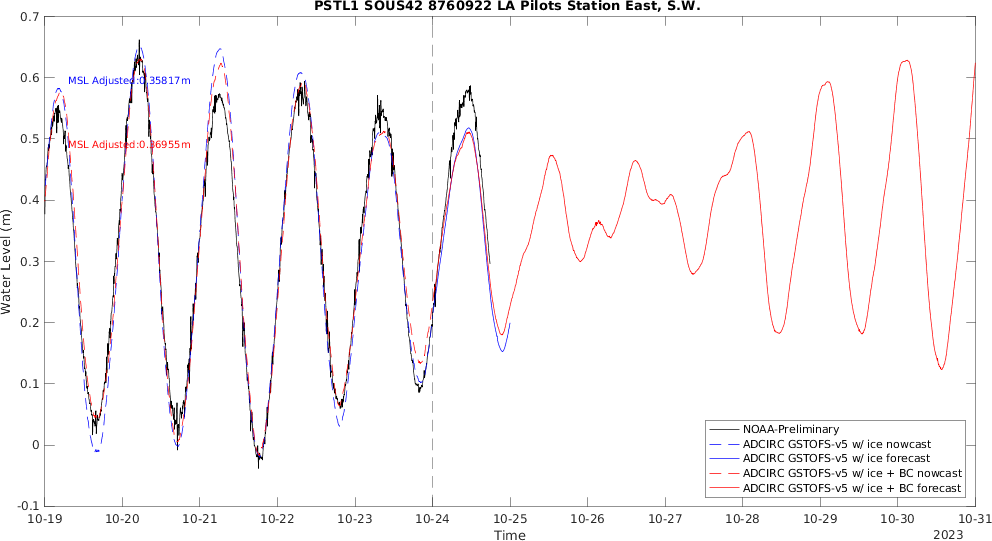 PSTL1 SOUS42 8760922 LA Pilots Station East, S.W.
0.7
0.6
0.5
0.4
0.3
0.2
0.1
0
-0.1
Water Level (m)
MSL Adjusted:0.35817m
MSL Adjusted:0.36955m
NOAA-Preliminary
ADCIRC GSTOFS-v5 w/ ice nowcast
ADCIRC GSTOFS-v5 w/ ice forecast
ADCIRC GSTOFS-v5 w/ ice + BC nowcast
ADCIRC GSTOFS-v5 w/ ice + BC forecast
10-19 10-20 10-21 10-22 10-23 10-24 10-25 10-26 10-27 10-28 10-29 10-30 10-31
Time
2023